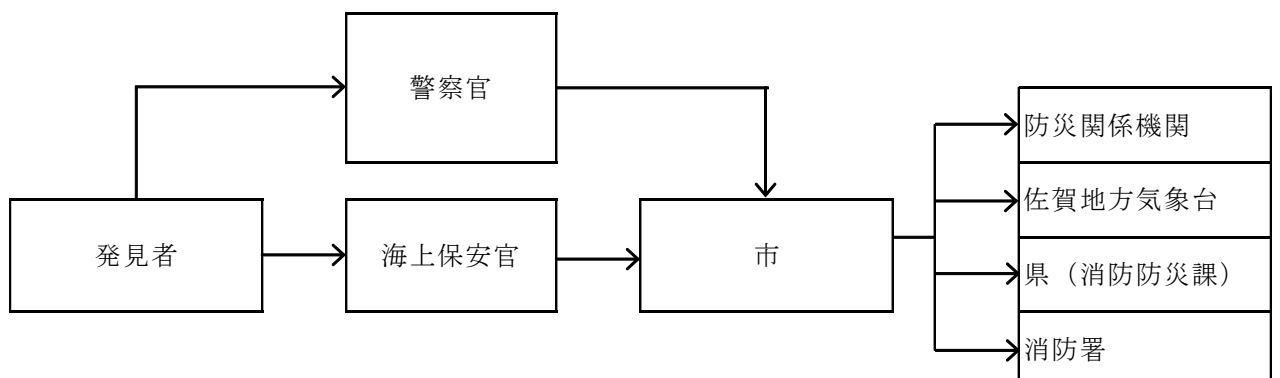 警察官
発見者
海上保安官
市
防災関係機関
佐賀地方気象台
県（消防防災課）
消防署